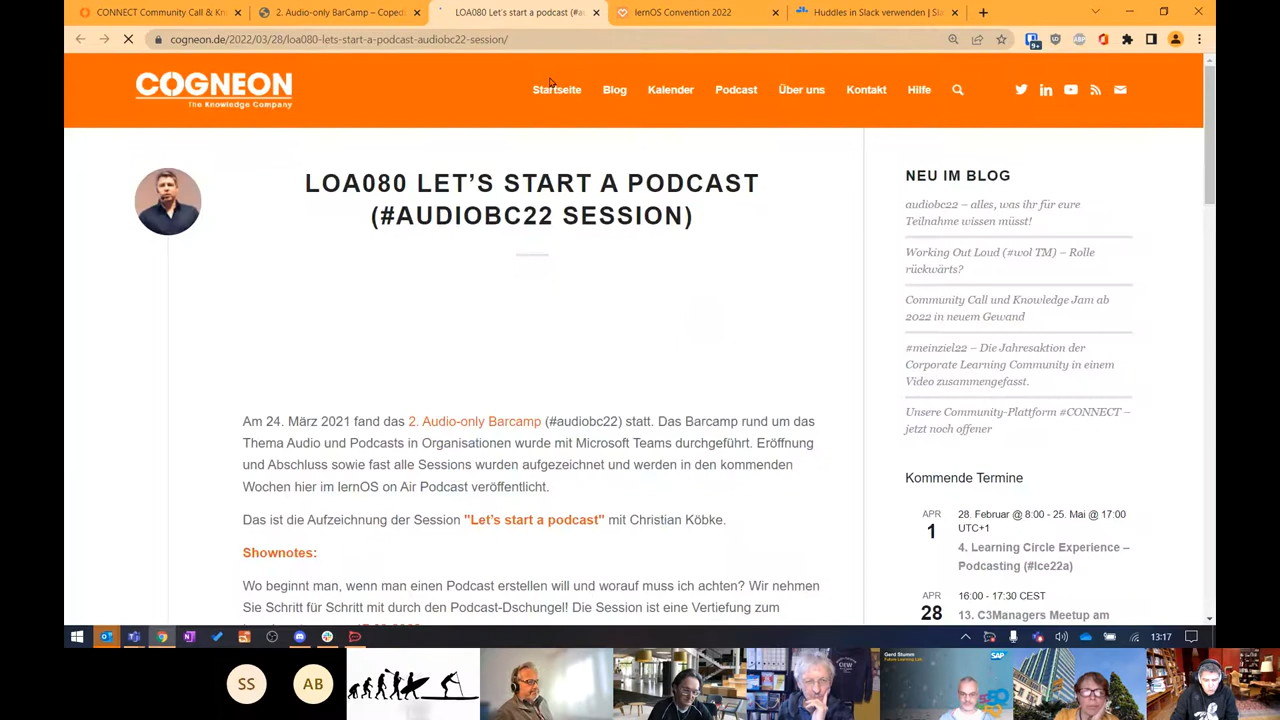 CONNECT Community Call & Kn
2. Audio-only BarCamp – Coped
LOA080 Let's start a podcast (#au
lernOS Convention 2022
Huddles in Slack verwenden | Sla
cogneon.de/2022/03/28/loa080-lets-start-a-podcast-audiobc22-session/
9+
COGNEON
The Knowledge Company
Startseite Blog Kalender Podcast Über uns Kontakt Hilfe
LOA080 LET'S START A PODCAST
(#AUDIOBC22 SESSION)
Am 24. März 2021 fand das 2. Audio-only Barcamp (#audiobc22) statt. Das Barcamp rund um das
Thema Audio und Podcasts in Organisationen wurde mit Microsoft Teams durchgeführt. Eröffnung
und Abschluss sowie fast alle Sessions wurden aufgezeichnet und werden in den kommenden
Wochen hier im lernOS on Air Podcast veröffentlicht.
Das ist die Aufzeichnung der Session "Let's start a podcast" mit Christian Köbke.
Shownotes:
Wo beginnt man, wenn man einen Podcast erstellen will und worauf muss ich achten? Wir nehmen
Sie Schritt für Schritt mit durch den Podcast-Dschungel! Die Session ist eine Vertiefung zum
NEU IM BLOG
audiobc22 – alles, was ihr für eure
Teilnahme wissen müsst!
Working Out Loud (#wol TM) – Rolle
rückwärts?
Community Call und Knowledge Jam ab
2022 in neuem Gewand
#meinziel22 – Die Jahresaktion der
Corporate Learning Community in einem
Video zusammengefasst.
Unsere Community-Plattform #CONNECT –
jetzt noch offener
Kommende Termine
APR
1
28. Februar @ 8:00 - 25. Mai @ 17:00
UTC+1
4. Learning Circle Experience –
Podcasting (#lce22a)
APR
28
16:00 - 17:30 CEST
13. C3Managers Meetup am
13:17
SS
AB
Gerd Stumm
Future Learning Lab
SAP